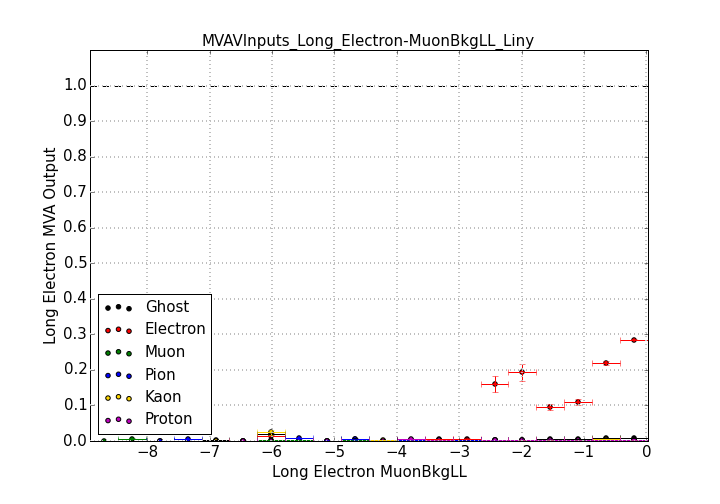 MVAVInputs_Long_Electron-MuonBkgLL_Liny
Long Electron MVA Output
1.0
0.9
0.8
0.7
0.6
0.5
0.4
0.3
0.2
0.1
0.0
Ghost
Electron
Muon
Pion
Kaon
Proton
−8 −7 −6 −5 −4 −3 −2 −1 0
Long Electron MuonBkgLL